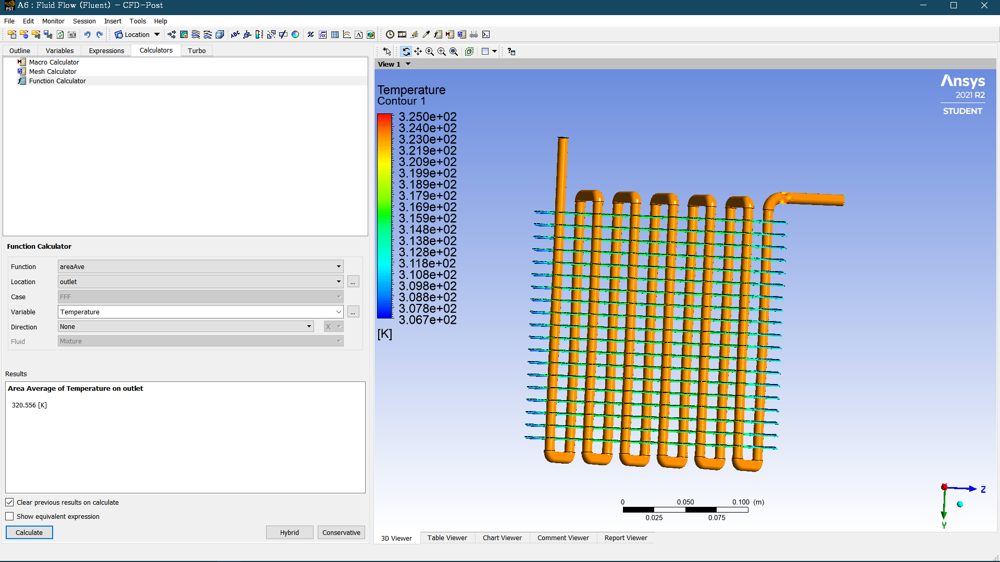 A6 : Fluid Flow (Fluent) - CFD-Post
File Edit Monitor Session Insert Tools Help
Location
Outline Variables Expressions Calculators Turbo
Macro Calculator
Mesh Calculator
Function Calculator
Function Calculator
Function areaAve
Location outlet ...
Case FFF
Variable Temperature ...
Direction None X
Fluid Mixture
Results
Area Average of Temperature on outlet
320.556 [K]
Clear previous results on calculate
Show equivalent expression
Calculate Hybrid Conservative
View 1
Temperature
Contour 1
3.250e+02
3.240e+02
3.230e+02
3.219e+02
3.209e+02
3.199e+02
3.189e+02
3.179e+02
3.169e+02
3.159e+02
3.148e+02
3.138e+02
3.128e+02
3.118e+02
3.108e+02
3.098e+02
3.088e+02
3.078e+02
3.067e+02
[K]
Ansys
2021 R2
STUDENT
0 0.050 0.100 (m)
0.025 0.075
Z
Y
3D Viewer Table Viewer Chart Viewer Comment Viewer Report Viewer